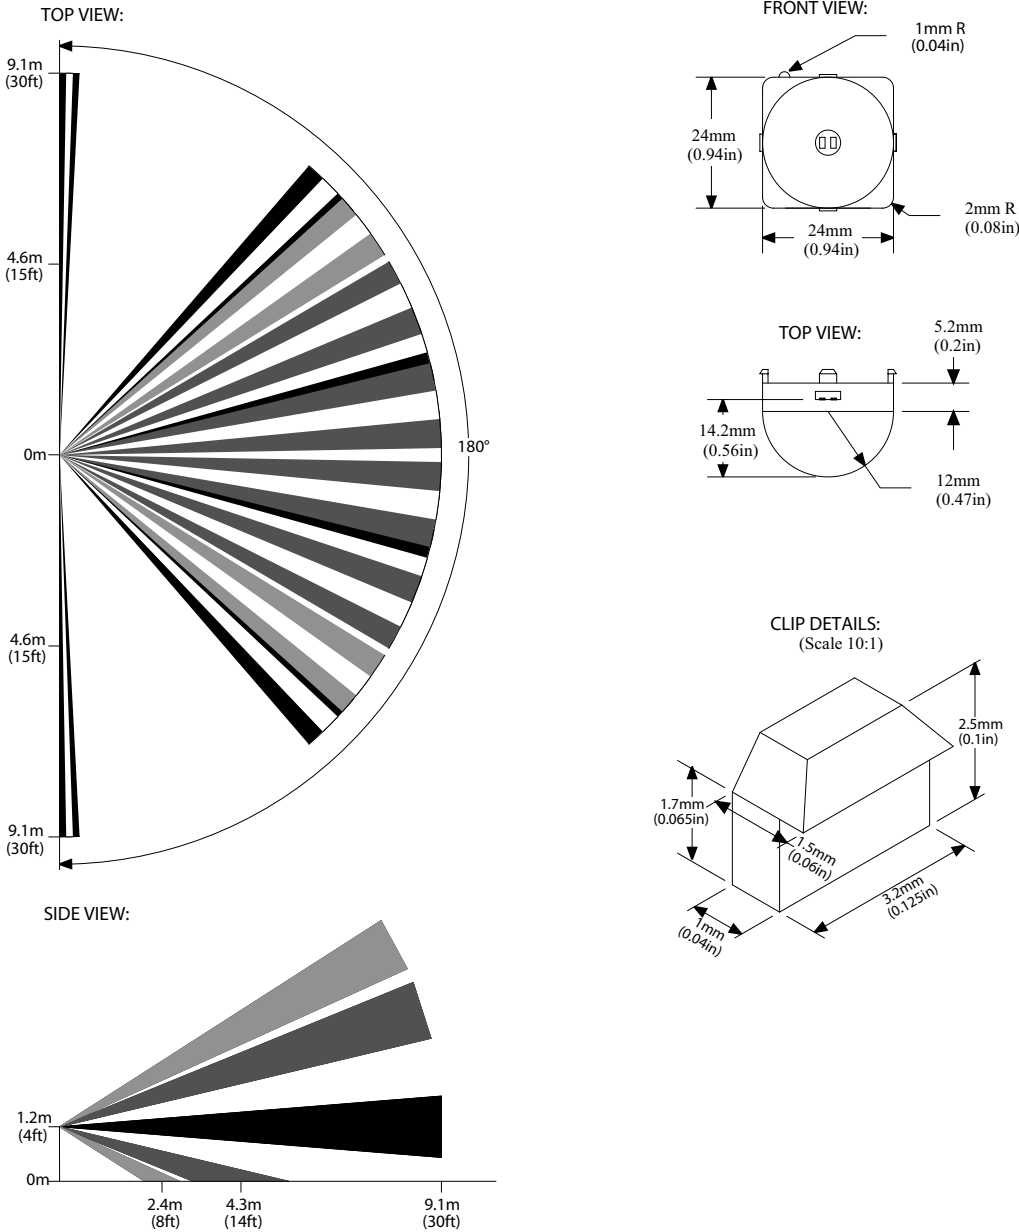 TOP VIEW:
9.1m
(30ft)
4.6m
(15ft)
0m
180°
4.6m
(15ft)
9.1m
(30ft)
SIDE VIEW:
1.2m
(4ft)
0m
2.4m
(8ft)
4.3m
(14ft)
9.1m
(30ft)
FRONT VIEW:
1mm R
(0.04in)
24mm
(0.94in)
2mm R
(0.08in)
24mm
(0.94in)
TOP VIEW:
5.2mm
(0.2in)
14.2mm
(0.56in)
12mm
(0.47in)
CLIP DETAILS:
(Scale 10:1)
2.5mm
(0.1in)
1.7mm
(0.065in)
1.5mm
(0.06in)
3.2mm
(0.125in)
1mm
(0.04in)